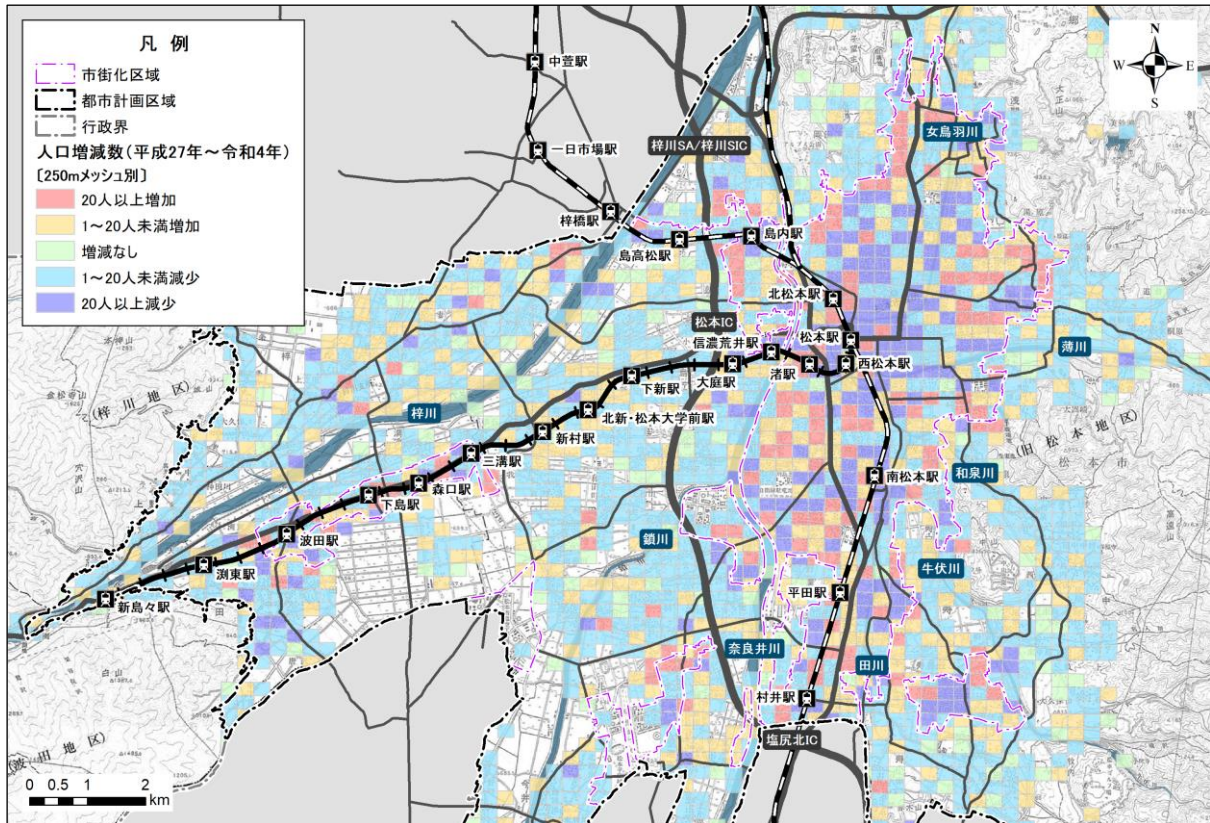 凡 例
市街化区域
都市計画区域
行政界
人口増減数(平成27年～令和4年)
〔250mメッシュ別〕
20人以上増加
1～20人未満増加
増減なし
1～20人未満減少
20人以上減少
N
W
E
S
中萱駅
一日市場駅
梓橋駅
島高松駅
島内駅
梓川SA/梓川SIC
女鳥羽川
北松本駅
松本IC
松本駅
信濃荒井駅
西松本駅
渚駅
大庭駅
薄川
下新駅
北新・松本大学前駅
新村駅
三溝駅
森口駅
下島駅
波田駅
渕東駅
新島々駅
梓川
(梓川地区)
(旧松本地区)
松本市
和泉川
南松本駅
鎖川
牛伏川
平田駅
奈良井川
田川
村井駅
塩尻北IC
(波田地区)
0 0.5 1 2
km